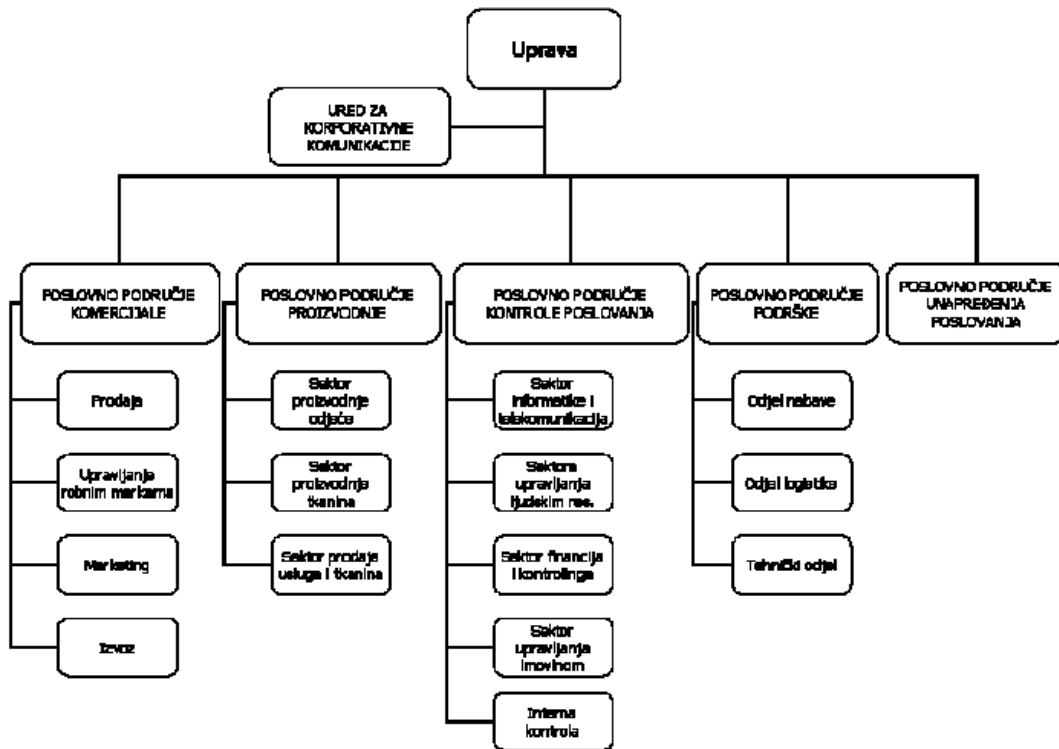 Uprava
URED ZA
KORPORATIVNE
KOMUNIKACIJE
POSLOVNO PODRUČJE
KOMERCIJALE
POSLOVNO PODRUČJE
PROIZVODNJE
POSLOVNO PODRUČJE
KONTROLE POSLOVANJA
POSLOVNO PODRUČJE
PODRŠKE
POSLOVNO PODRUČJE
UNAPREĐENJA
POSLOVANJA
Prodaja
Upravljanje
robnim markama
Marketing
Izvoz
Sektor
proizvodnje
odjeće
Sektor
proizvodnje
tkanina
Sektor prodaje
usluga i tkanina
Sektor
informatike i
telekomunikacija
Sektora
upravljanja
ljudskim res.
Sektor financija
i kontrolinga
Sektor
upravljanja
imovinom
Interna
kontrola
Odjel nabave
Odjel logistike
Tehnički odjel